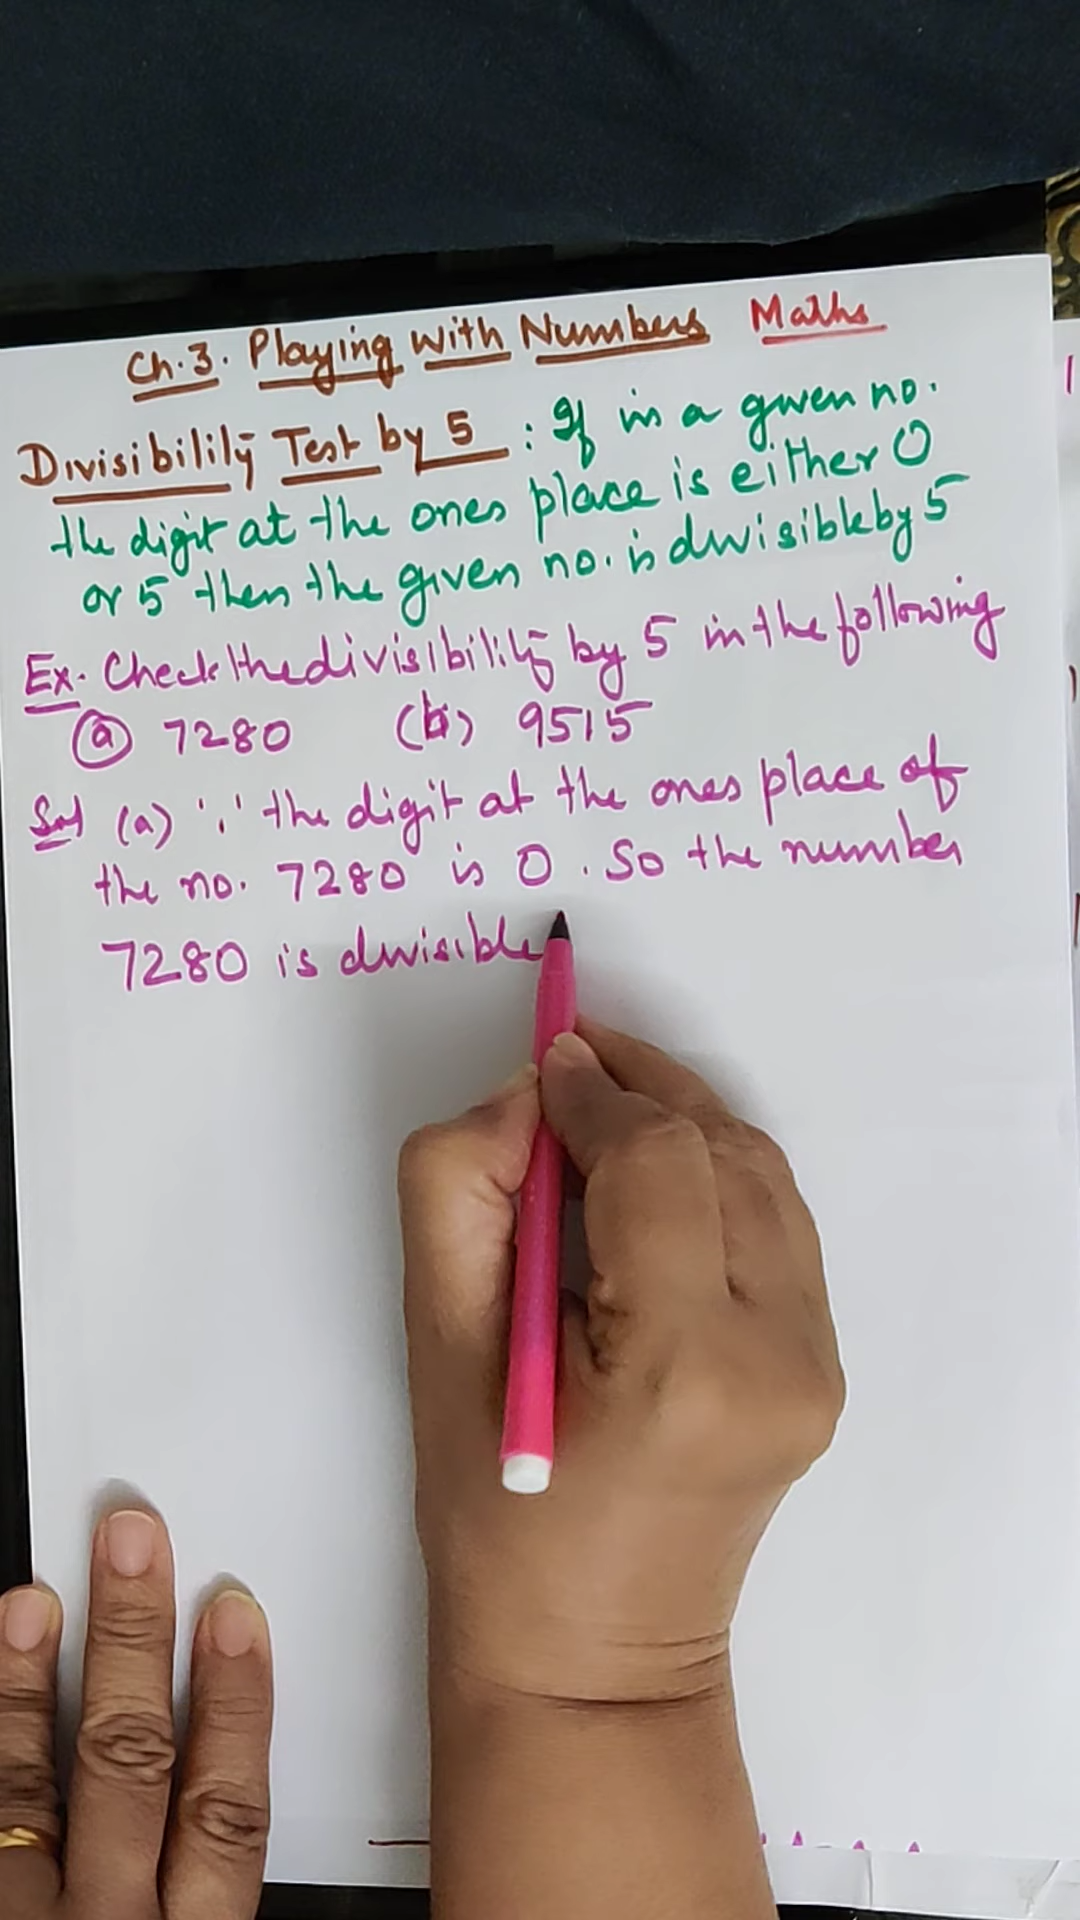 Ch.3. Playing with Numbers Maths
Divisibility Test by 5 : If in a given no.
the digit at the ones place is either 0
or 5 then the given no. is divisible by 5
Ex. Check the divisibility by 5 in the following
(a) 7280 (b) 9515
Sol (a) ∵ the digit at the ones place of
the no. 7280 is 0. So the number
7280 is divisible